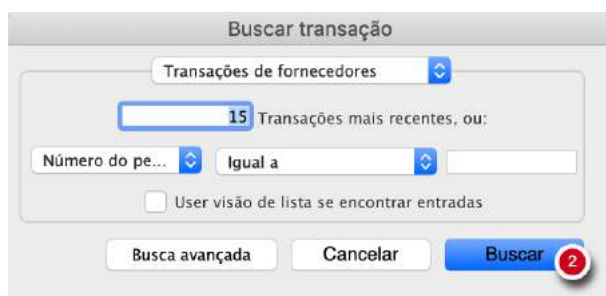 Buscar transação
Transações de fornecedores
15 Transações mais recentes, ou:
Número do pe... Igual a
User visão de lista se encontrar entradas
Busca avançada Cancelar Buscar 2